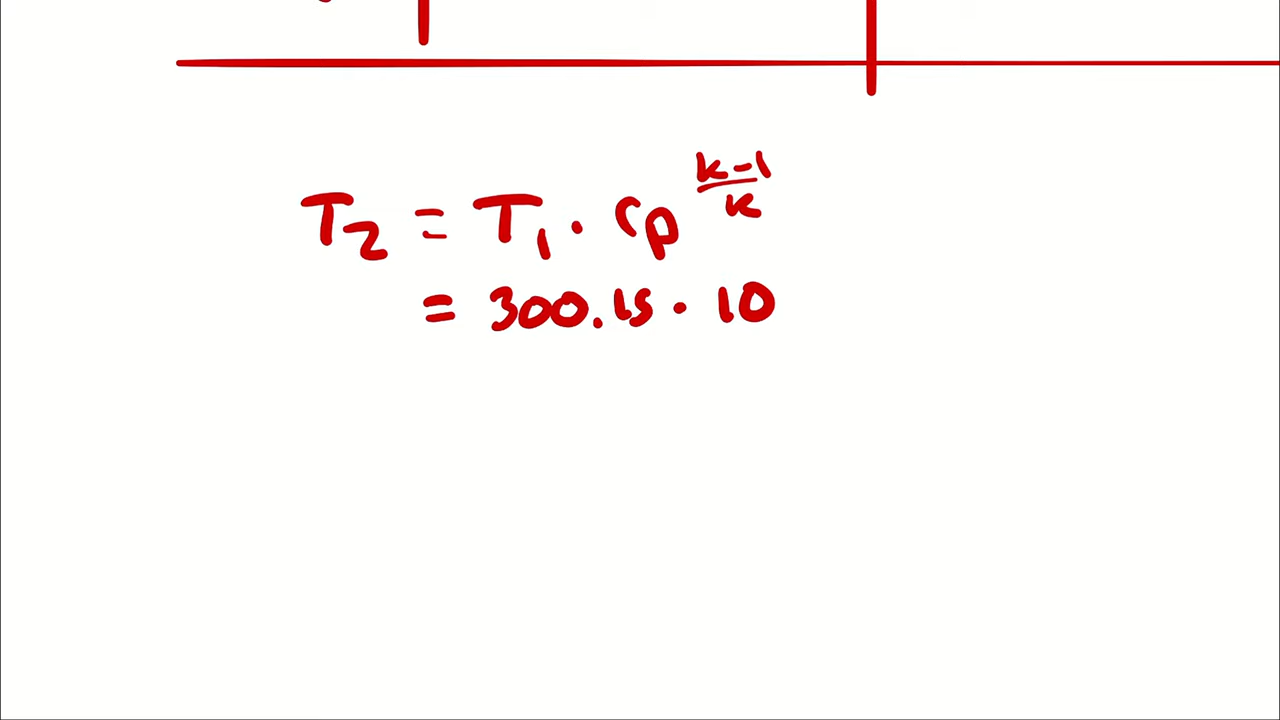 T₂ = T₁ · rp^((k-1)/k)
= 300.15 · 10